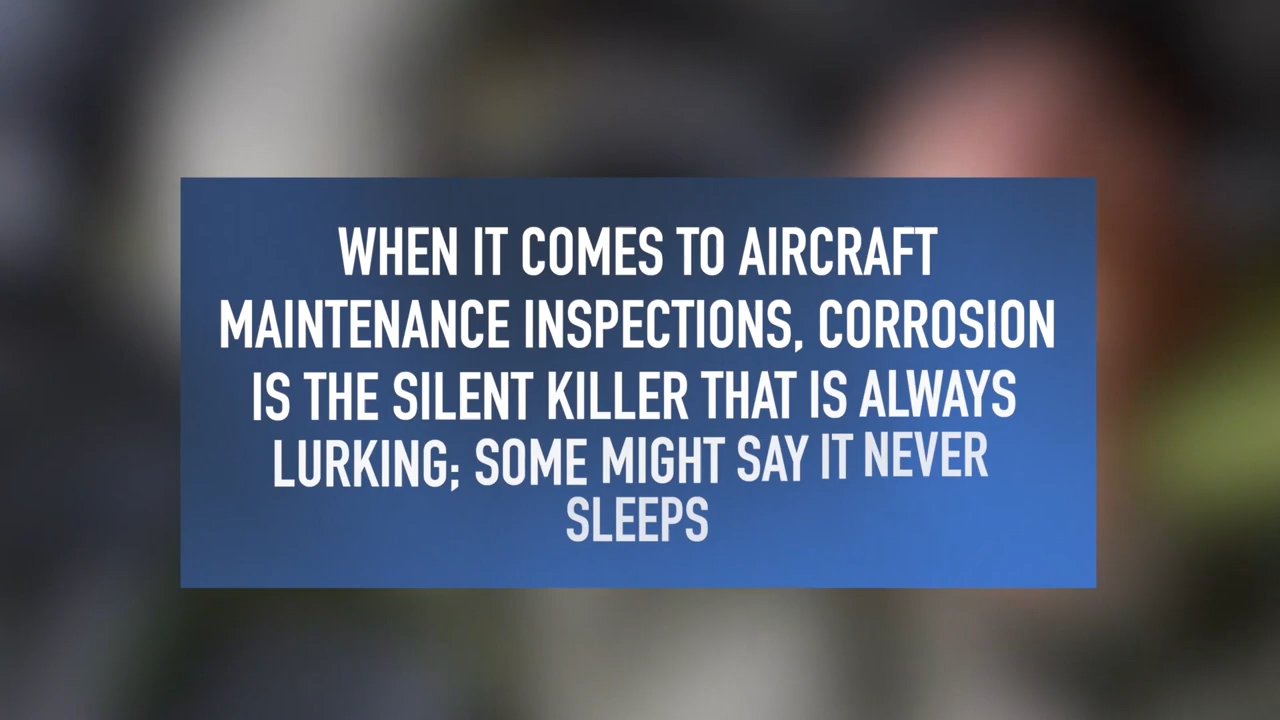 WHEN IT COMES TO AIRCRAFT
MAINTENANCE INSPECTIONS, CORROSION
IS THE SILENT KILLER THAT IS ALWAYS
LURKING; SOME MIGHT SAY IT NEVER
SLEEPS